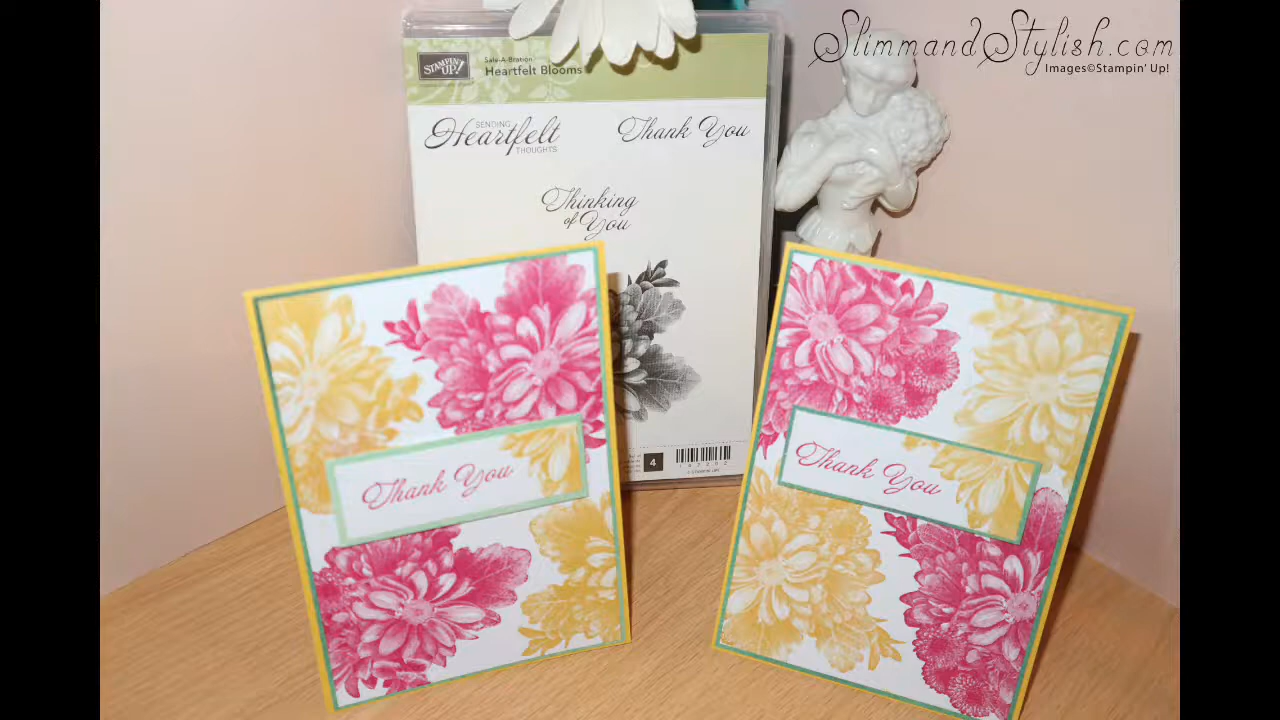 SlimmandStylish.com
Images©Stampin' Up!
STAMPIN' UP!
Sale-A-Bration
Heartfelt Blooms
SENDING
Heartfelt
THOUGHTS
Thank You
Thinking
of You
4
Thank You
Thank You